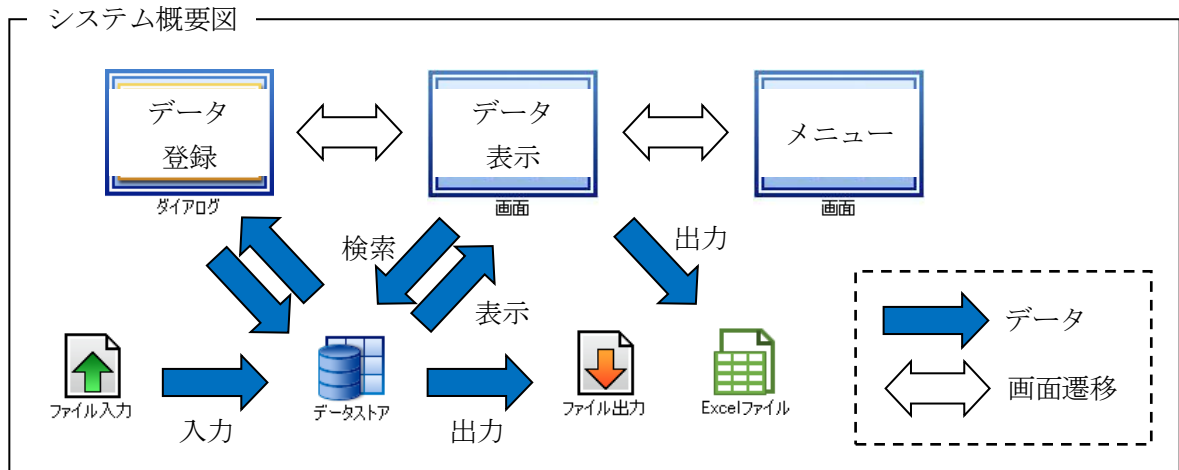 システム概要図
データ
登録
ダイアログ
データ
表示
画面
メニュー
画面
検索
表示
出力
ファイル入力
入力
データストア
出力
ファイル出力
Excelファイル
データ
画面遷移